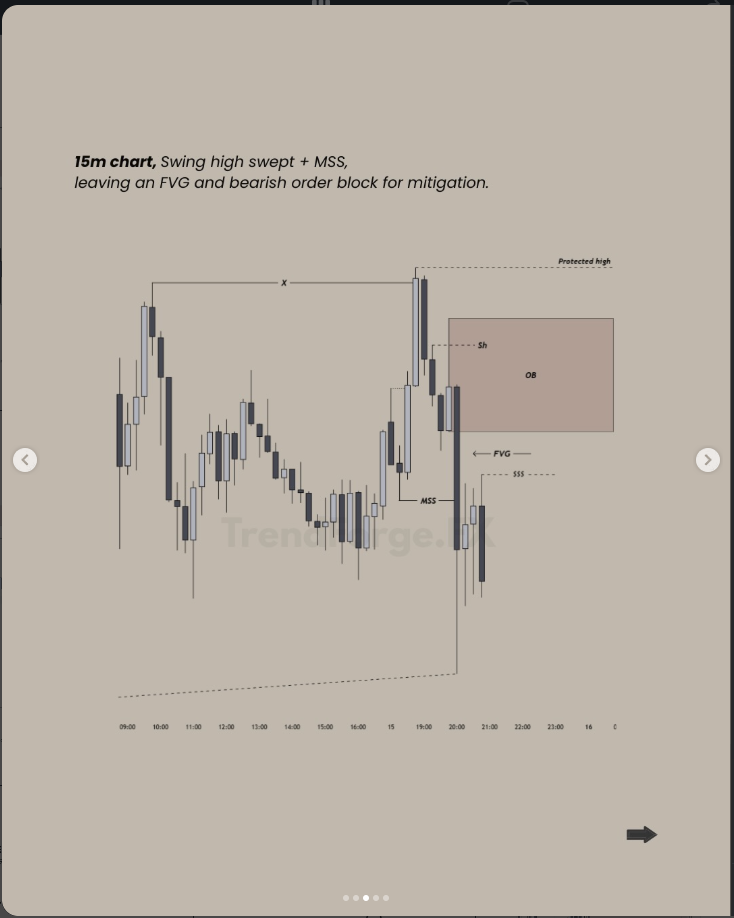 15m chart, Swing high swept + MSS,
leaving an FVG and bearish order block for mitigation.
Protected high
X
Sh
OB
FVG
$$$
MSS
TrendForge.FX
09:00 10:00 11:00 12:00 13:00 14:00 15:00 16:00 15 19:00 20:00 21:00 22:00 23:00 16